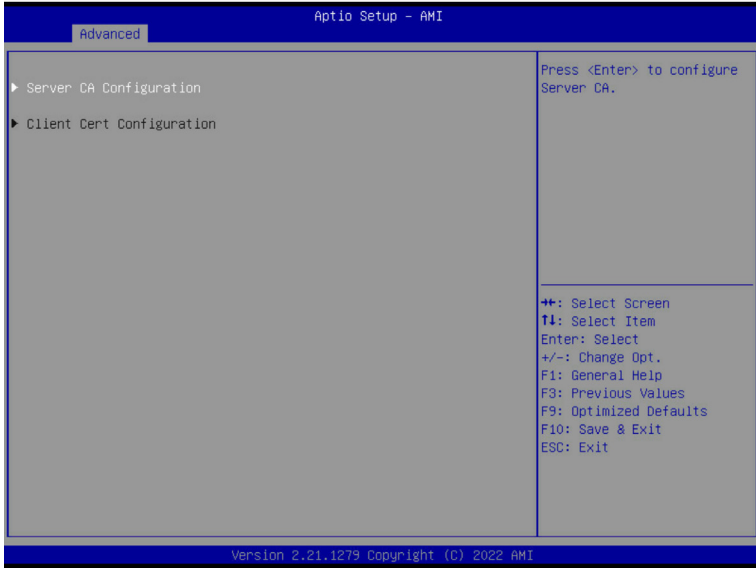 Aptio Setup - AMI
Advanced
▶ Server CA Configuration
▶ Client Cert Configuration
Press <Enter> to configure
Server CA.
→←: Select Screen
↑↓: Select Item
Enter: Select
+/-: Change Opt.
F1: General Help
F3: Previous Values
F9: Optimized Defaults
F10: Save & Exit
ESC: Exit
Version 2.21.1279 Copyright (C) 2022 AMI